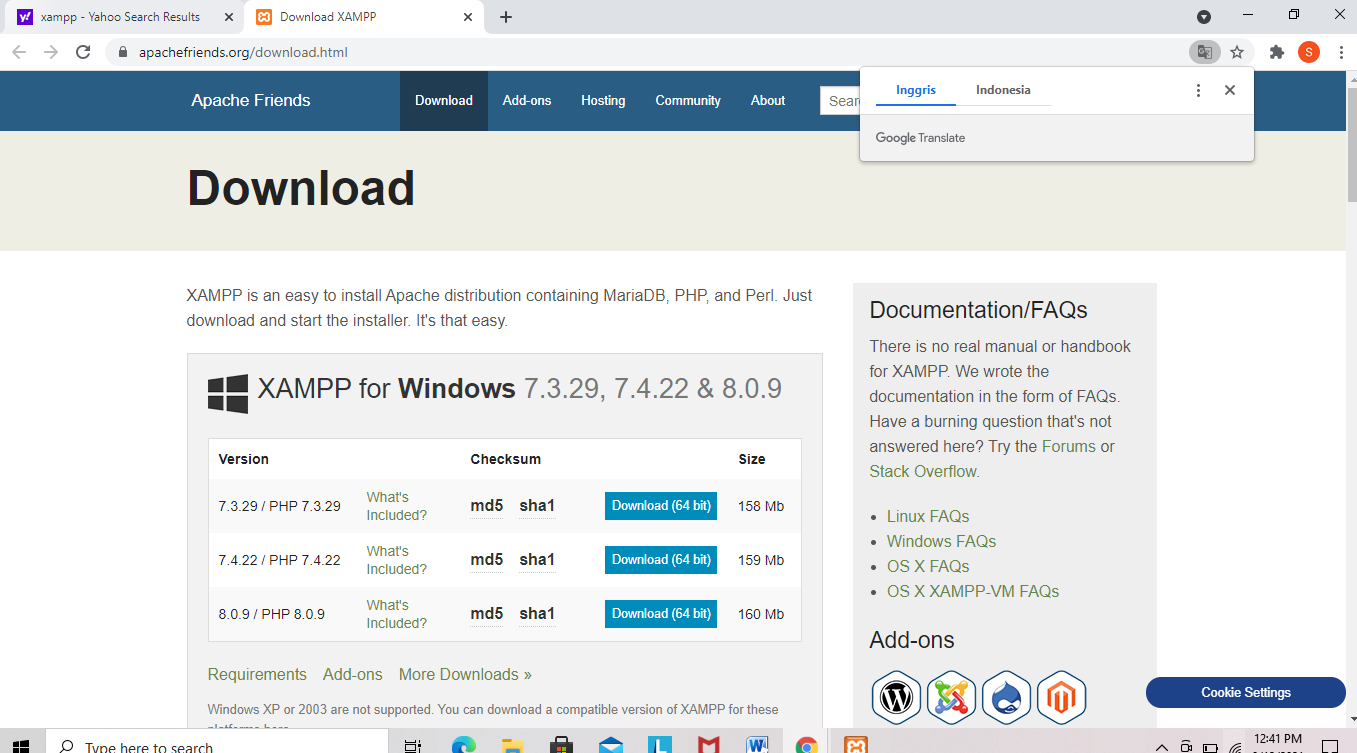 xampp - Yahoo Search Results
Download XAMPP
apachefriends.org/download.html
S
Apache Friends
Download
Add-ons
Hosting
Community
About
Inggris
Indonesia
Google Translate
Download
XAMPP is an easy to install Apache distribution containing MariaDB, PHP, and Perl. Just
download and start the installer. It's that easy.
XAMPP for Windows 7.3.29, 7.4.22 & 8.0.9
Version Checksum Size
7.3.29 / PHP 7.3.29 What's Included? md5 sha1 Download (64 bit) 158 Mb
7.4.22 / PHP 7.4.22 What's Included? md5 sha1 Download (64 bit) 159 Mb
8.0.9 / PHP 8.0.9 What's Included? md5 sha1 Download (64 bit) 160 Mb
Requirements Add-ons More Downloads »
Windows XP or 2003 are not supported. You can download a compatible version of XAMPP for these
platforms here.
Documentation/FAQs
There is no real manual or handbook
for XAMPP. We wrote the
documentation in the form of FAQs.
Have a burning question that's not
answered here? Try the Forums or
Stack Overflow.
Linux FAQs
Windows FAQs
OS X FAQs
OS X XAMPP-VM FAQs
Add-ons
Cookie Settings
Type here to search
12:41 PM